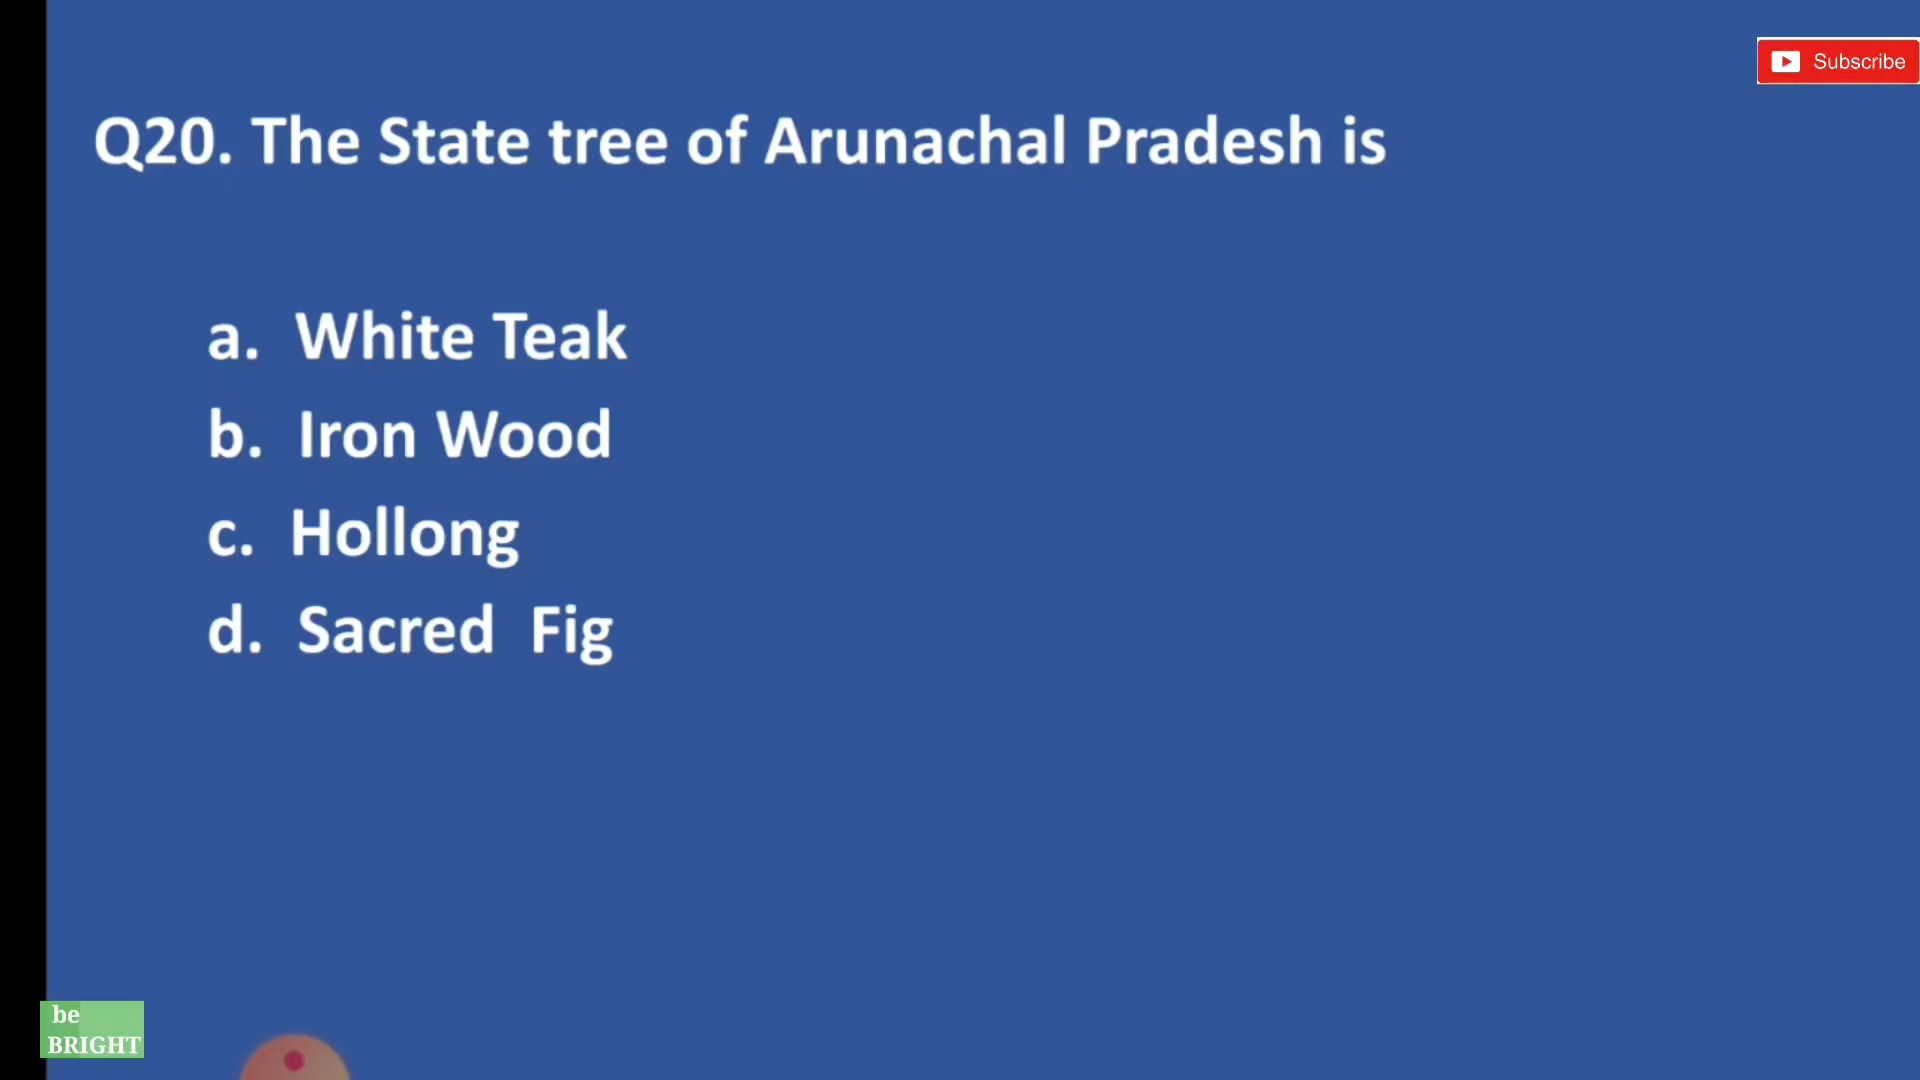 Subscribe
Q20. The State tree of Arunachal Pradesh is
a. White Teak
b. Iron Wood
c. Hollong
d. Sacred Fig
be
BRIGHT